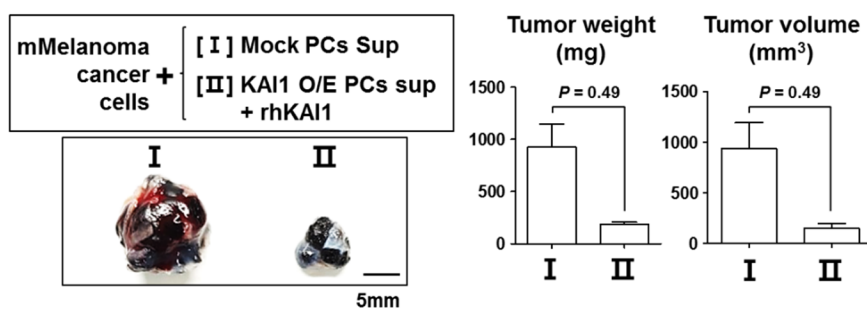 mMelanoma
cancer
cells
+
[Ⅰ] Mock PCs Sup
[Ⅱ] KAI1 O/E PCs sup
+ rhKAI1
Ⅰ Ⅱ
5mm
Tumor weight
(mg)
P = 0.49
1500
1000
500
0
Ⅰ Ⅱ
Tumor volume
(mm³)
P = 0.49
1500
1000
500
0
Ⅰ Ⅱ